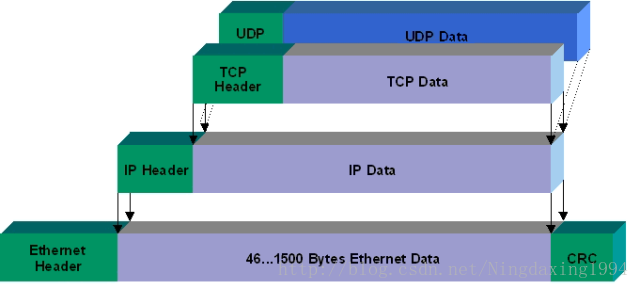 UDP
UDP Data
TCP
Header
TCP Data
IP Header
IP Data
Ethernet
Header
46...1500 Bytes Ethernet Data
CRC
http://blog.csdn.net/Ningdaxing1994